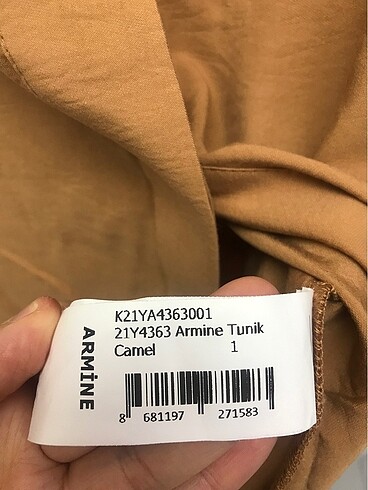 K21YA4363001
21Y4363 Armine Tunik
Camel 1
ARMİNE
8 681197 271583